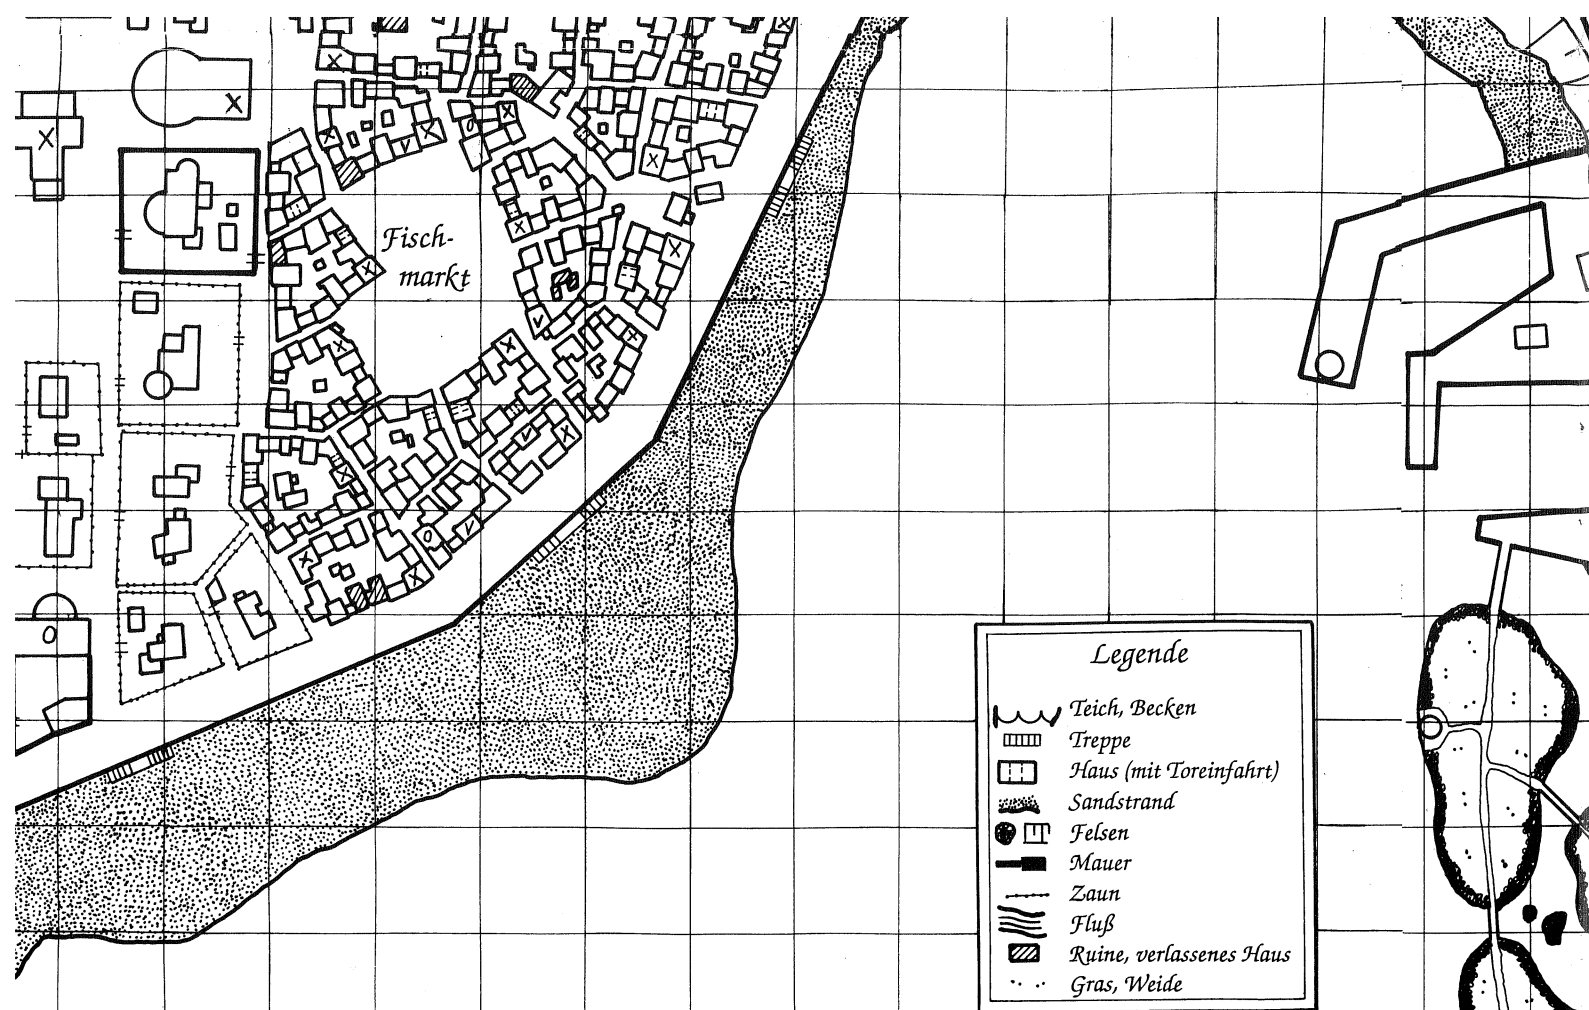 Fisch-
markt
Legende
Teich, Becken
Treppe
Haus (mit Toreinfahrt)
Sandstrand
Felsen
Mauer
Zaun
Fluß
Ruine, verlassenes Haus
Gras, Weide